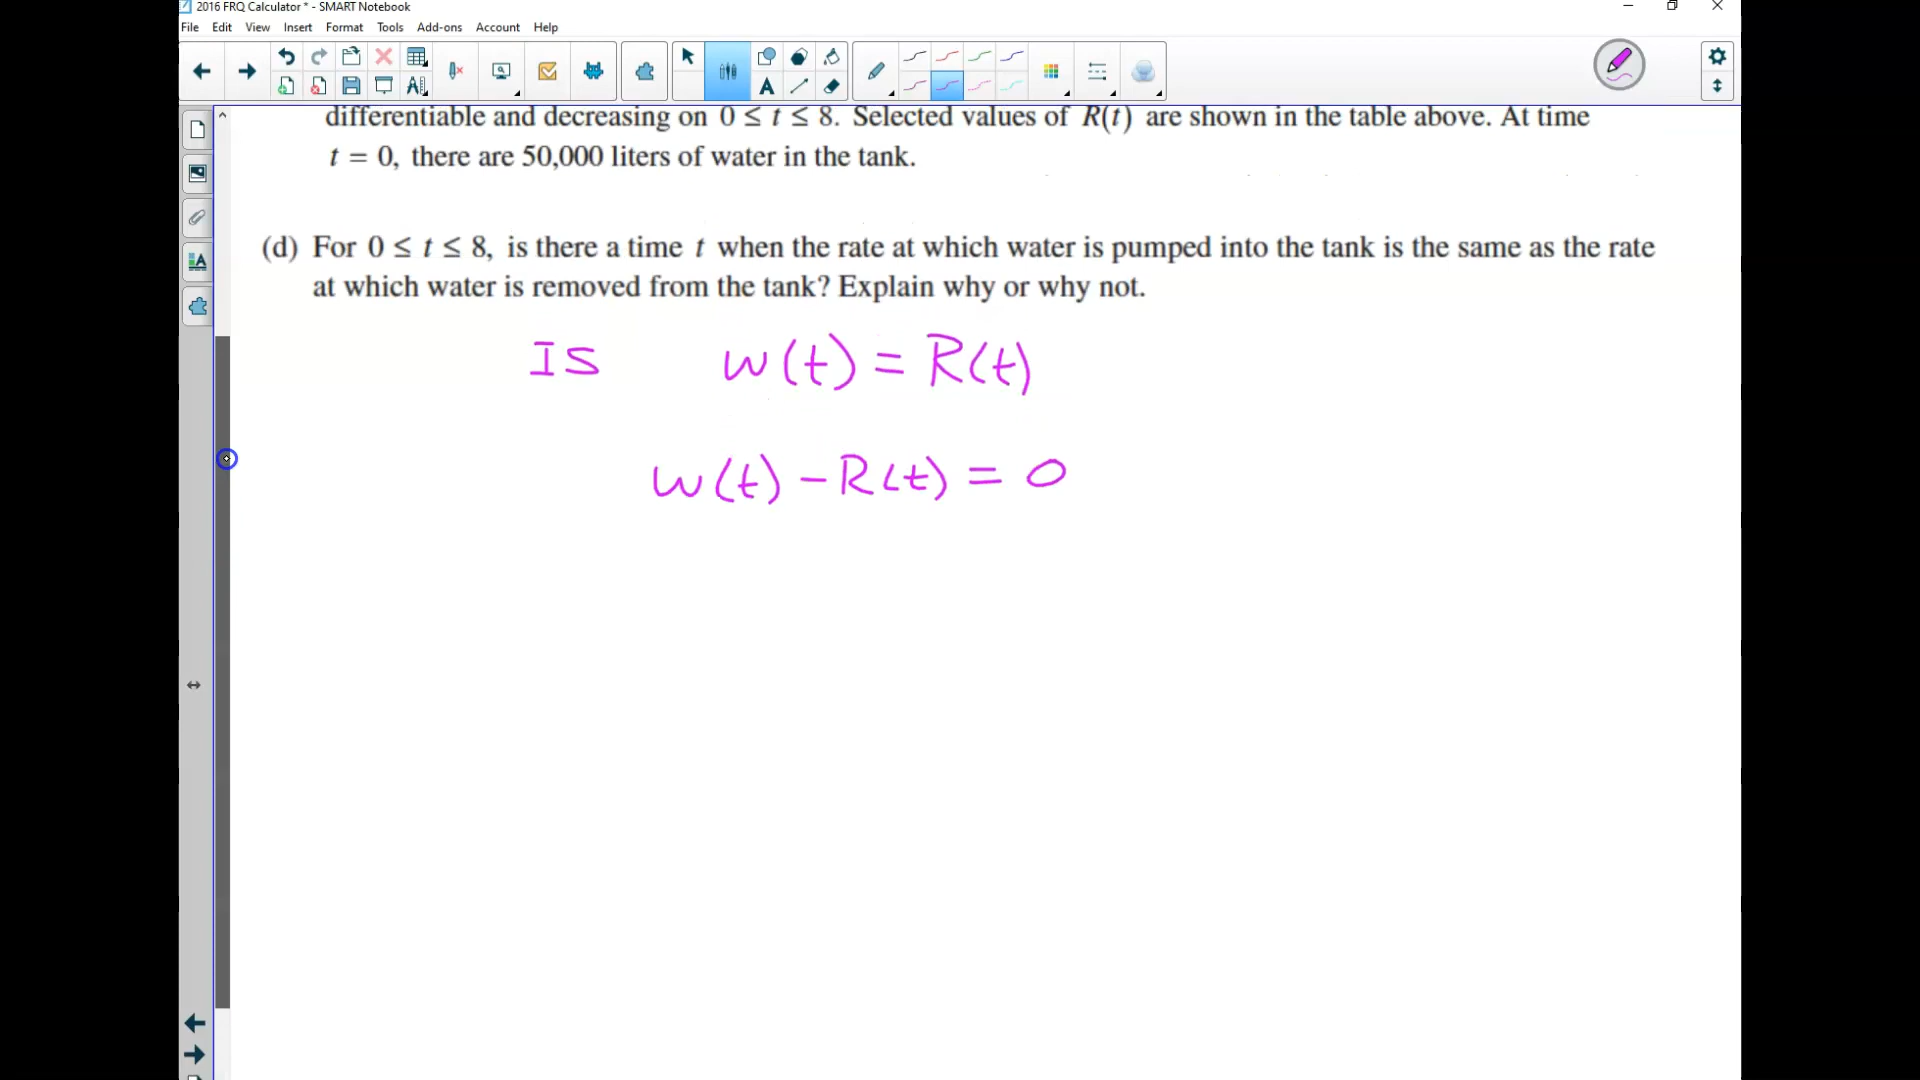 2016 FRQ Calculator * - SMART Notebook
File Edit View Insert Format Tools Add-ons Account Help
differentiable and decreasing on 0 ≤ t ≤ 8. Selected values of R(t) are shown in the table above. At time
t = 0, there are 50,000 liters of water in the tank.
(d) For 0 ≤ t ≤ 8, is there a time t when the rate at which water is pumped into the tank is the same as the rate
at which water is removed from the tank? Explain why or why not.
IS W(t) = R(t)
W(t) - R(t) = 0